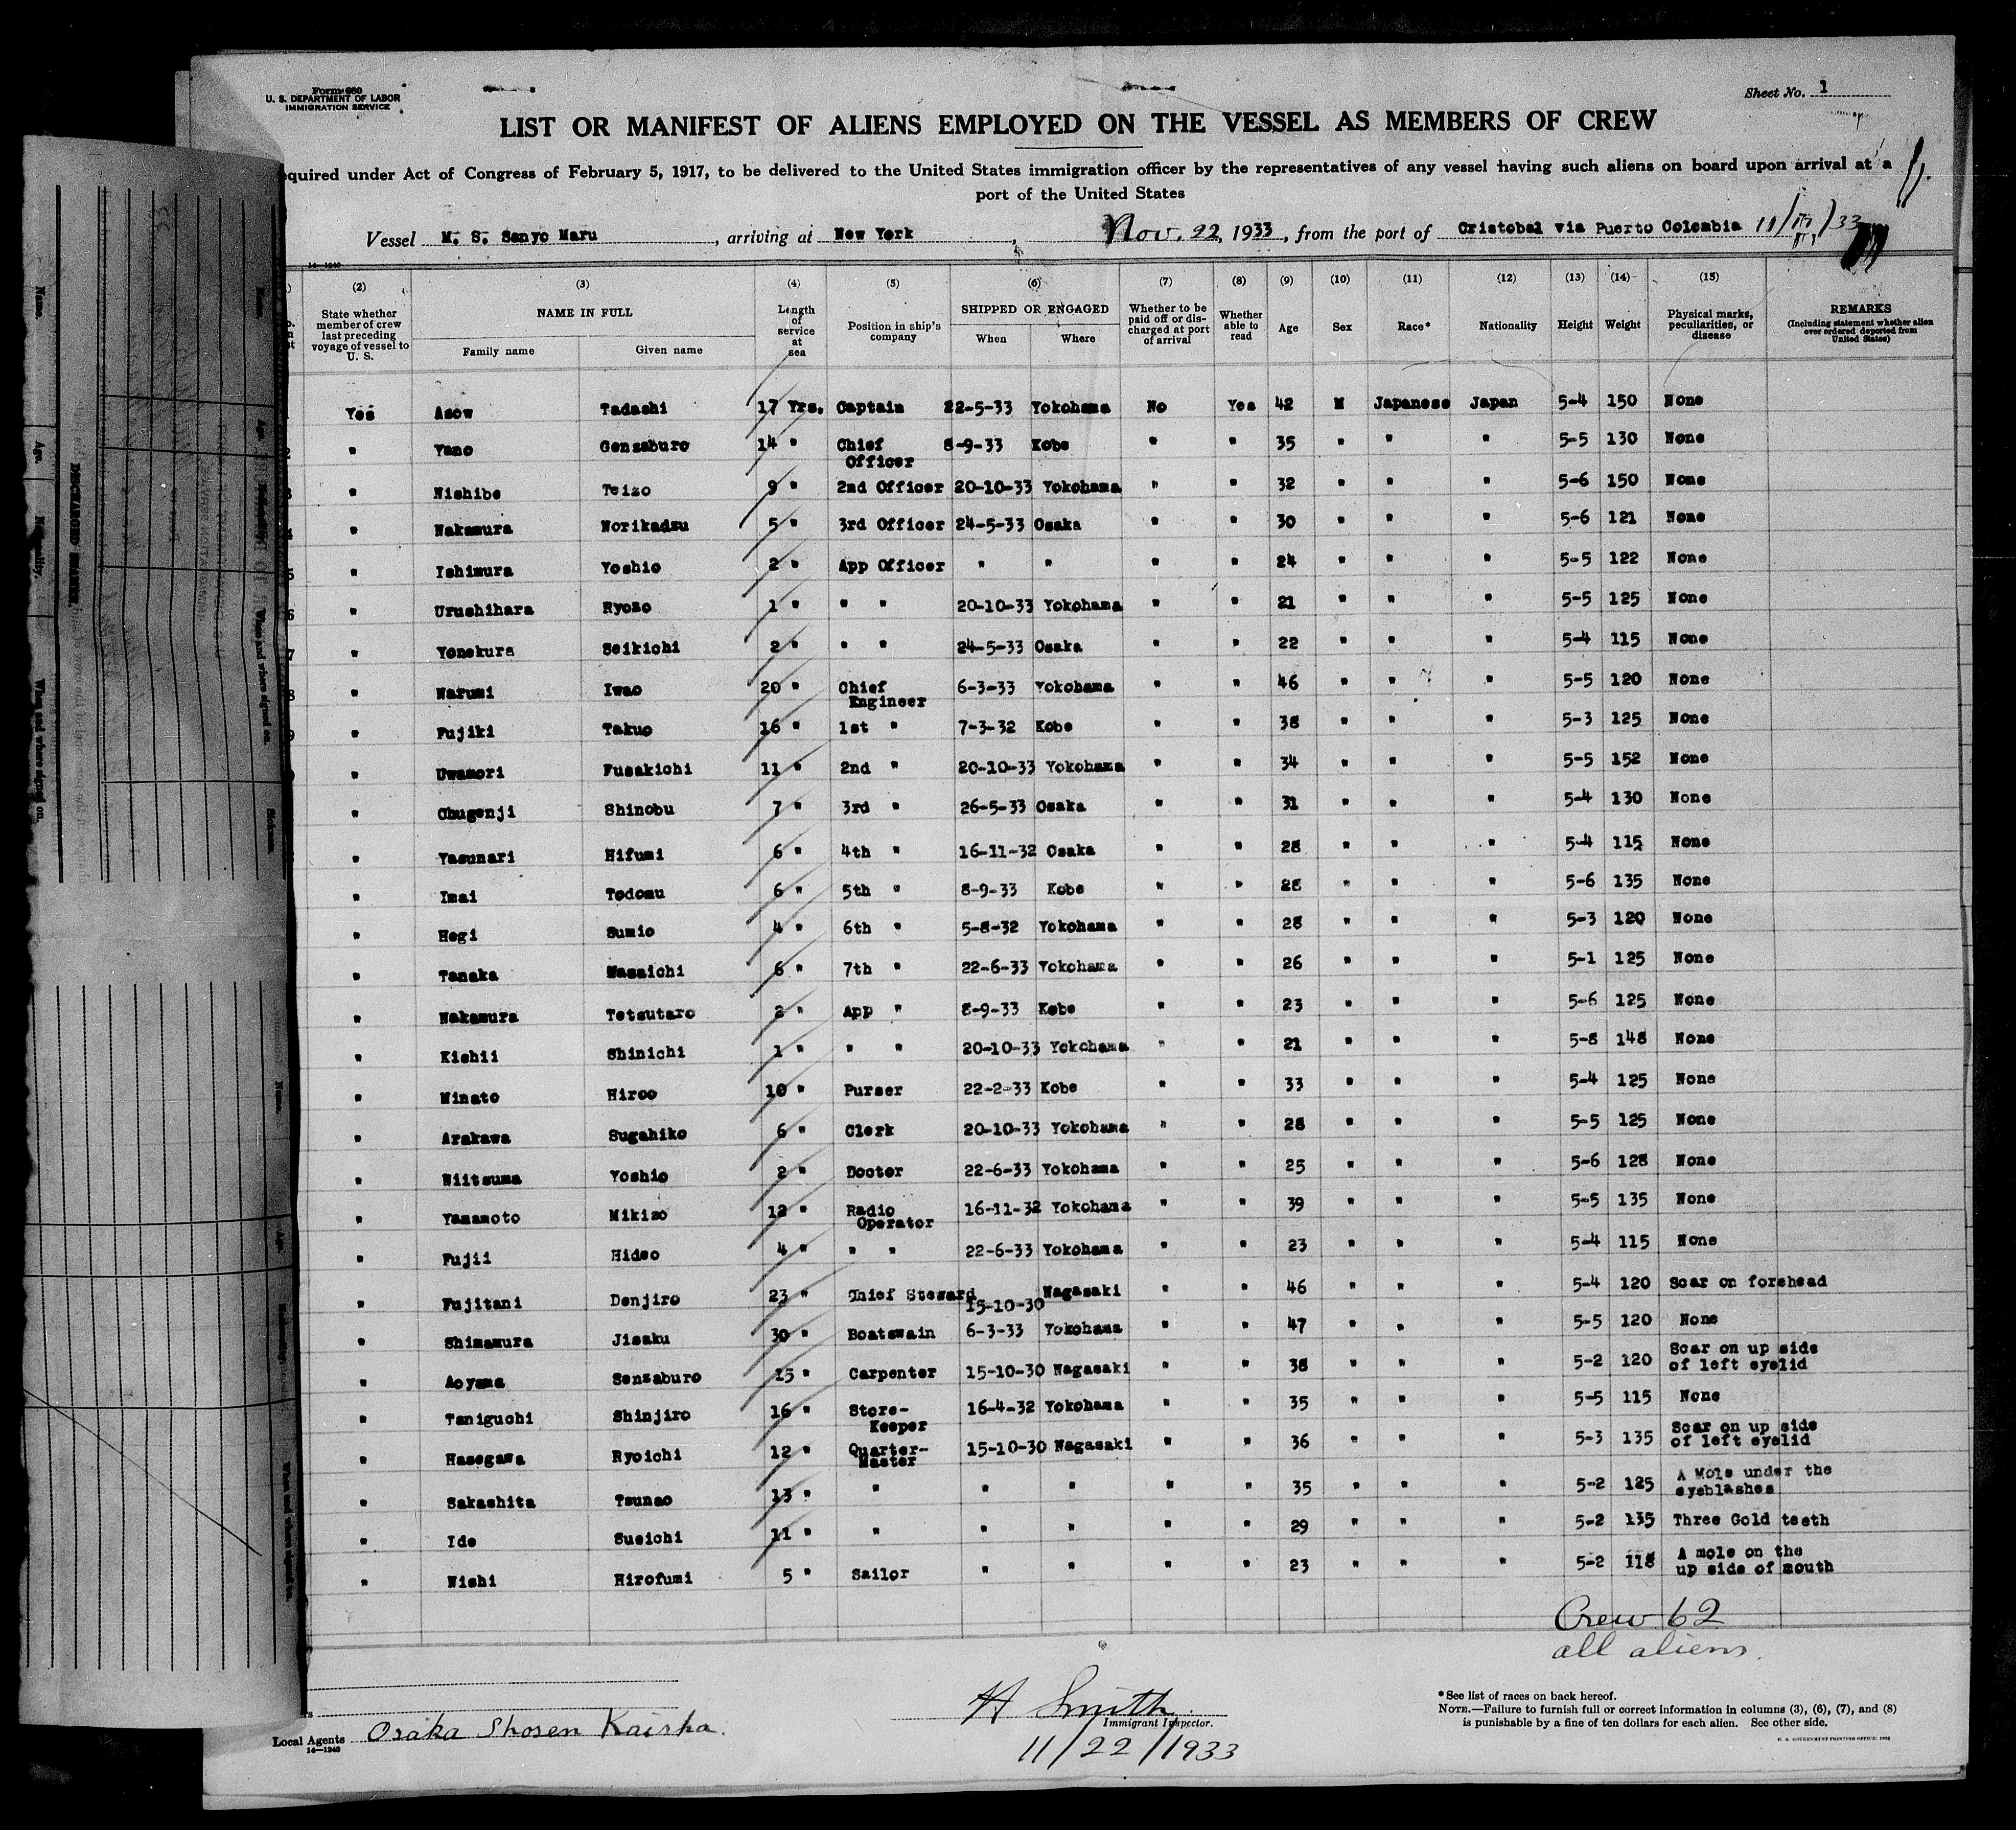 Form 680
U. S. DEPARTMENT OF LABOR
IMMIGRATION SERVICE
Sheet No. 1
LIST OR MANIFEST OF ALIENS EMPLOYED ON THE VESSEL AS MEMBERS OF CREW
equired under Act of Congress of February 5, 1917, to be delivered to the United States immigration officer by the representatives of any vessel having such aliens on board upon arrival at a
port of the United States
Vessel M. S. Sanyo Maru, arriving at New York, Nov. 22, 1933, from the port of Cristobal via Puerto Colombia
14—1240
(2) (3) (4) (5) (6) (7) (8) (9) (10) (11) (12) (13) (14) (15)
State whether member of crew last preceding voyage of vessel to U. S. NAME IN FULL Family name Given name Length of service at sea Position in ship's company SHIPPED OR ENGAGED When Where Whether to be paid off or discharged at port of arrival Whether able to read Age Sex Race* Nationality Height Weight Physical marks, peculiarities, or disease REMARKS (Including statement whether alien ever ordered deported from United States)
Yes Asow Tadashi 17 Yrs. Captain 22-5-33 Yokohama No Yes 42 M Japanese Japan 5-4 150 None
" Yano Genzaburo 14 " Chief Officer 8-9-33 Kobe " " 35 " " " 5-5 130 None
" Nishibe Teizo 9 " 2nd Officer 20-10-33 Yokohama " " 32 " " " 5-6 150 None
" Nakamura Norikadzu 5 " 3rd Officer 24-5-33 Osaka " " 30 " " " 5-6 121 None
" Ishimura Yoshio 2 " App Officer " " " " 24 " " " 5-5 122 None
" Urushihara Ryozo 1 " " " 20-10-33 Yokohama " " 21 " " " 5-5 125 None
" Yonekura Seikichi 2 " " " 24-5-33 Osaka " " 22 " " " 5-4 115 None
" Narumi Iwao 20 " Chief Engineer 6-3-33 Yokohama " " 46 " " " 5-5 120 None
" Fujiki Takuo 16 " 1st " 7-3-32 Kobe " " 38 " " " 5-3 125 None
" Uwamori Fusakichi 11 " 2nd " 20-10-33 Yokohama " " 34 " " " 5-5 152 None
" Chugenji Shinobu 7 " 3rd " 26-5-33 Osaka " " 31 " " " 5-4 130 None
" Yasunari Hifumi 6 " 4th " 16-11-32 Osaka " " 28 " " " 5-4 115 None
" Imai Todomu 6 " 5th " 8-9-33 Kobe " " 28 " " " 5-6 135 None
" Hegi Sumio 4 " 6th " 5-8-32 Yokohama " " 28 " " " 5-3 120 None
" Tanaka Masaichi 6 " 7th " 22-6-33 Yokohama " " 26 " " " 5-1 125 None
" Nakamura Tetsutaro 2 " App " 8-9-33 Kobe " " 23 " " " 5-6 125 None
" Kishii Shinichi 1 " " " 20-10-33 Yokohama " " 21 " " " 5-8 148 None
" Minato Hiroo 10 " Purser 22-2-33 Kobe " " 33 " " " 5-4 125 None
" Arakawa Sugahiko 6 " Clerk 20-10-33 Yokohama " " 28 " " " 5-5 125 None
" Niitsuma Yoshio 2 " Docter 22-6-33 Yokohama " " 25 " " " 5-6 128 None
" Yamamoto Mikizo 12 " Radio Operator 16-11-32 Yokohama " " 39 " " " 5-5 135 None
" Fujii Hideo 4 " " " 22-6-33 Yokohama " " 23 " " " 5-4 115 None
" Fujitani Denjiro 23 " Chief Steward 15-10-30 Nagasaki " " 46 " " " 5-4 120 Scar on forehead
" Shimamura Jisaku 30 " Boatswain 6-3-33 Yokohama " " 47 " " " 5-5 120 None
" Aoyama Senzaburo 15 " Carpenter 15-10-30 Nagasaki " " 38 " " " 5-2 120 Scar on up side of left eyelid
" Taniguchi Shinjiro 16 " Store-Keeper 16-4-32 Yokohama " " 35 " " " 5-5 115 None
" Hasegawa Ryoichi 12 " Quarter-Master 15-10-30 Nagasaki " " 36 " " " 5-3 135 Scar on up side of left eyelid
" Sakashita Tsunao 13 " " " " " " 35 " " " 5-2 125 A Mole under the eyeblashes
" Ide Sueichi 11 " " " " " " 29 " " " 5-2 135 Three Gold teeth
" Nishi Hirofumi 5 " Sailor " " " " 23 " " " 5-2 118 A mole on the up side of mouth
Crew 62
all aliens.
Local Agents Osaka Shosen Kaisha.
14—1240
H Smith
Immigrant Inspector.
11/22/1933
*See list of races on back hereof.
NOTE.—Failure to furnish full or correct information in columns (3), (6), (7), and (8)
is punishable by a fine of ten dollars for each alien. See other side.
U. S. GOVERNMENT PRINTING OFFICE: 1932